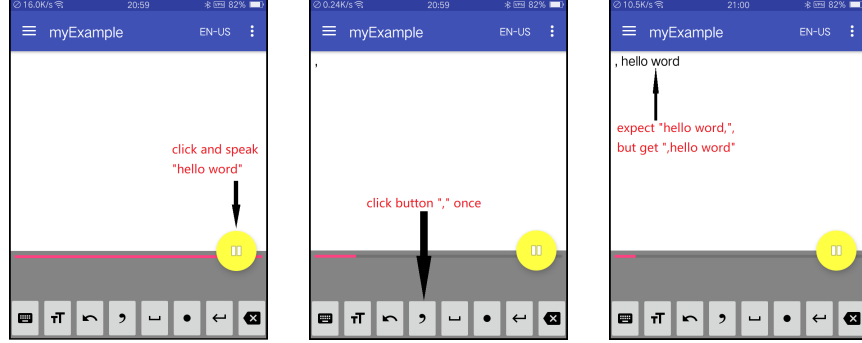 16.0K/s 20:59 82%
myExample EN-US
click and speak
"hello word"
0.24K/s 20:59 82%
myExample EN-US
,
click button "," once
,
10.5K/s 21:00 82%
myExample EN-US
, hello word
expect "hello word,",
but get ",hello word"